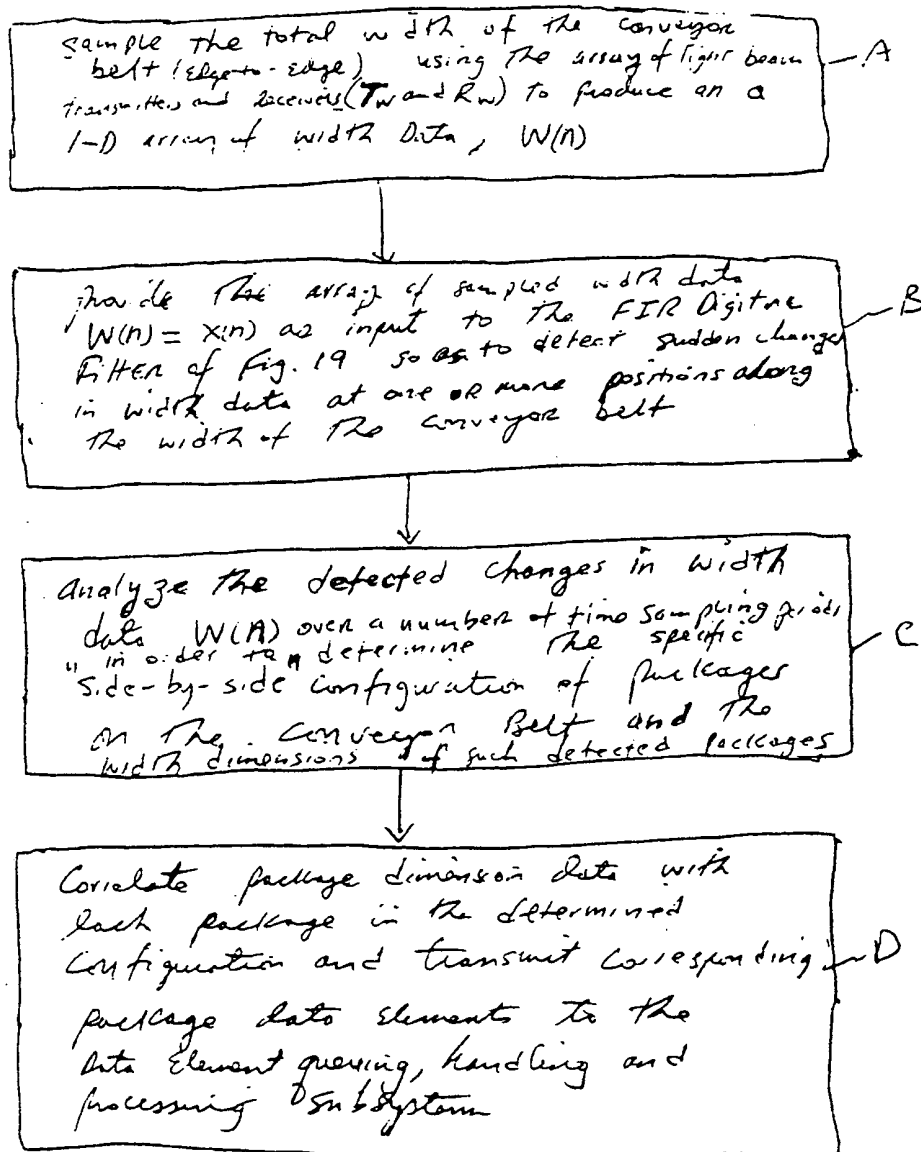 sample the total width of the conveyor
belt (Edge-to-Edge) using the array of light beam
transmitters and Receivers (TW and RW) to produce an a
1-D array of width Data, W(n)
A
provide the array of sampled width data
W(n) = X(n) as input to the FIR Digital
Filter of Fig. 19 so as to detect sudden changes
in width data at one or more positions along
the width of the conveyor belt
B
analyze the detected changes in width
data W(n) over a number of time sampling periods
"in order to" determine the specific
"side-by-side" configuration of packages
on the conveyor Belt and the
width dimensions of such detected packages
C
Correlate package dimension data with
each package in the determined
configuration and transmit corresponding
package data elements to the
Data Element queuing, handling and
processing subsystem
D